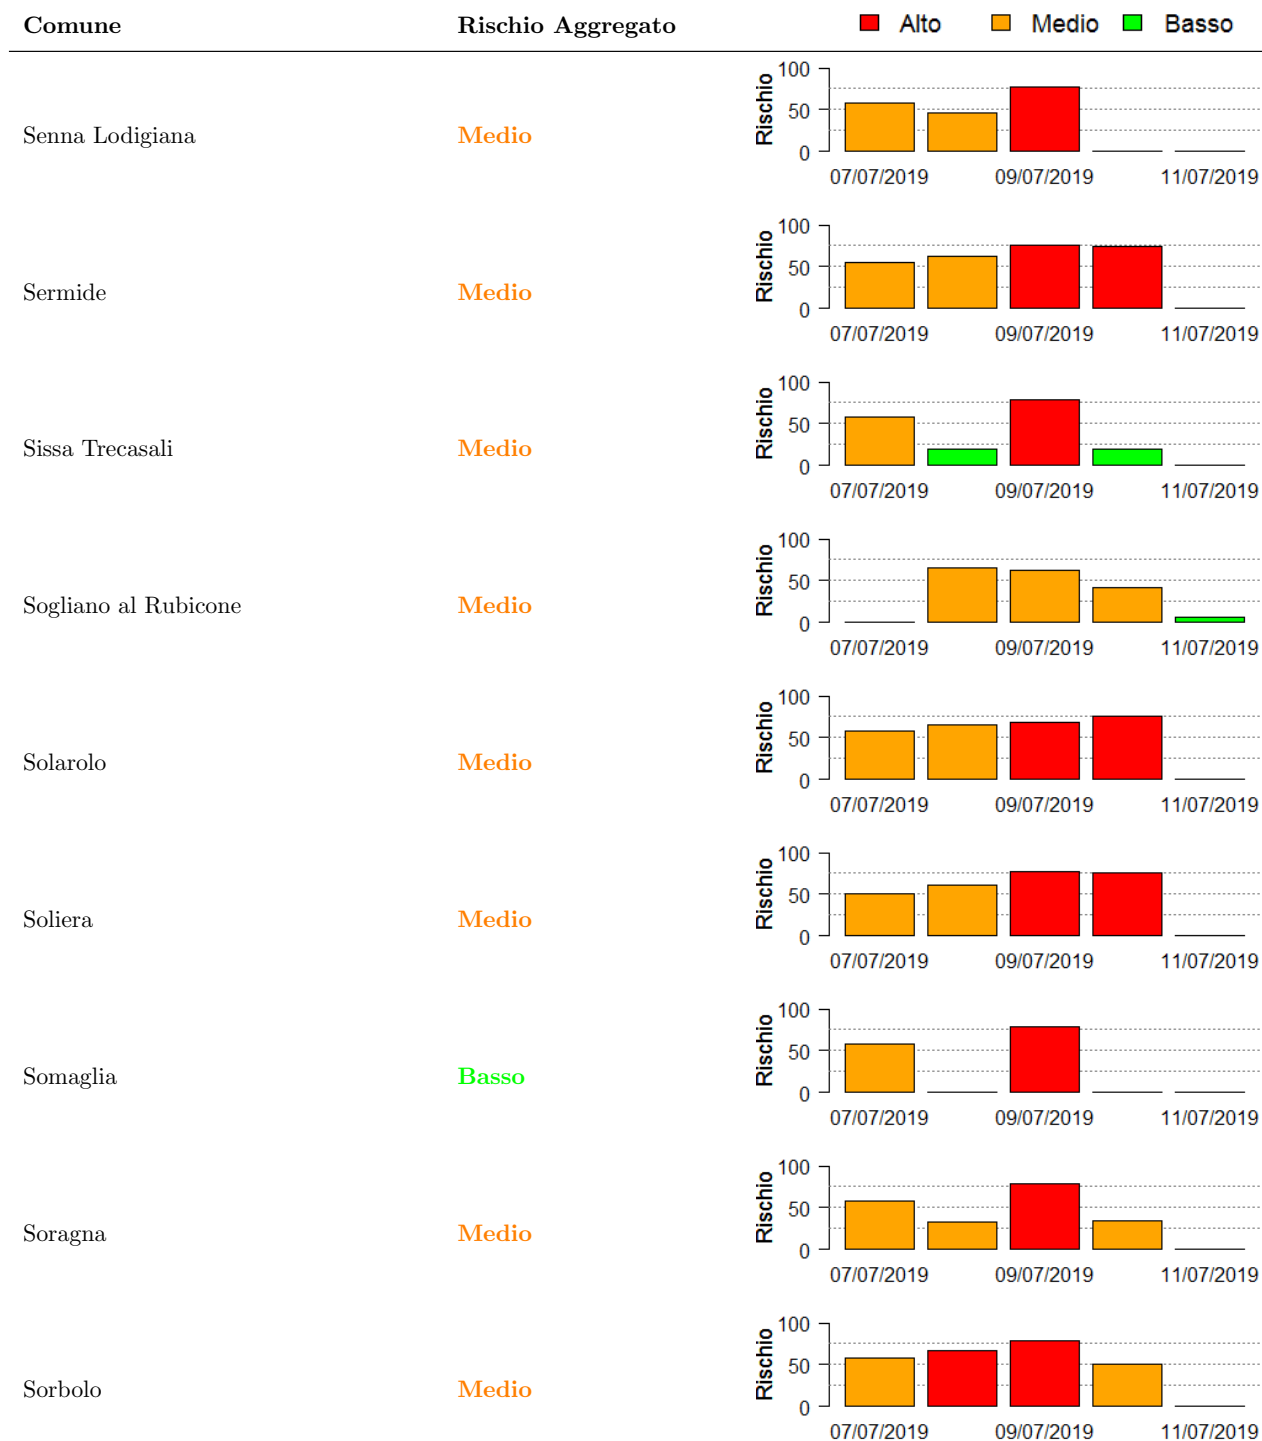 Comune Rischio Aggregato Alto Medio Basso
Rischio 100 50 0
Senna Lodigiana Medio
07/07/2019 09/07/2019 11/07/2019
Rischio 100 50 0
Sermide Medio
07/07/2019 09/07/2019 11/07/2019
Rischio 100 50 0
Sissa Trecasali Medio
07/07/2019 09/07/2019 11/07/2019
Rischio 100 50 0
Sogliano al Rubicone Medio
07/07/2019 09/07/2019 11/07/2019
Rischio 100 50 0
Solarolo Medio
07/07/2019 09/07/2019 11/07/2019
Rischio 100 50 0
Soliera Medio
07/07/2019 09/07/2019 11/07/2019
Rischio 100 50 0
Somaglia Basso
07/07/2019 09/07/2019 11/07/2019
Rischio 100 50 0
Soragna Medio
07/07/2019 09/07/2019 11/07/2019
Rischio 100 50 0
Sorbolo Medio
07/07/2019 09/07/2019 11/07/2019